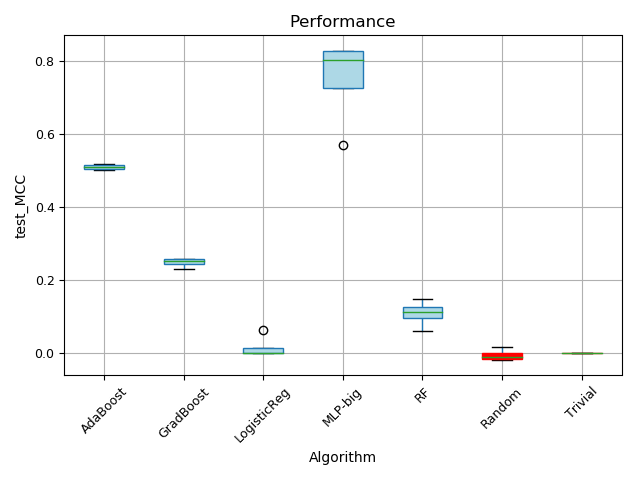 Performance
test_MCC
0.8
0.6
0.4
0.2
0.0
AdaBoost
GradBoost
LogisticReg
MLP-big
RF
Random
Trivial
Algorithm